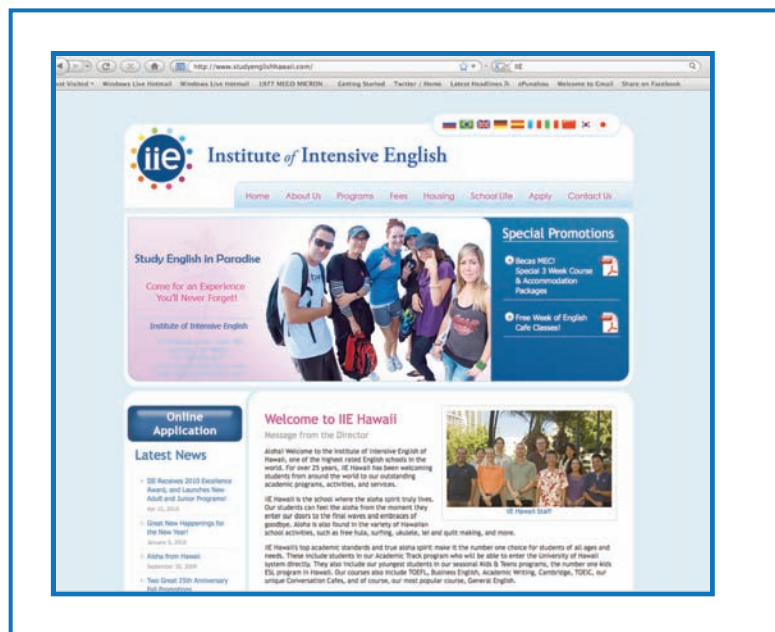 http://www.studyenglishhawaii.com/
IIE
Visited
Windows Live Hotmail Windows Live Hotmail 1977 NECO MICRON... Getting Started Twitter / Home Latest Headlines ePunahou Welcome to Gmail Share on Facebook
iie
Institute of Intensive English
Home About Us Programs Fees Housing School Life Apply Contact Us
Study English in Paradise
Come for an Experience
You'll Never Forget!
Institute of Intensive English
Special Promotions
Becas MEC!
Special 3 Week Course
& Accommodation
Packages
Free Week of English
Cafe Classes!
Online
Application
Latest News
IIE Receives 2010 Excellence
Award, and Launches New
Adult and Junior Programs!
Great New Happenings for
the New Year!
January 5, 2010
Aloha from Hawaii
September 30, 2009
Two Great 25th Anniversary
Fall Promotions
Welcome to IIE Hawaii
Message from the Director
Aloha! Welcome to the Institute of Intensive English of
Hawaii, one of the highest rated English schools in the
world. For over 25 years, IIE Hawaii has been welcoming
students from around the world to our outstanding
academic programs, activities, and services.
IIE Hawaii is the school where the aloha spirit truly lives.
Our students can feel the aloha from the moment they
enter our doors to the final waves and embraces of
goodbye. Aloha is also found in the variety of Hawaiian
school activities, such as free hula, surfing, ukulele, lei and quilt making, and more.
IIE Hawaii's top academic standards and true aloha spirit make it the number one choice for students of all ages and
needs. These include students in our Academic Track program who will be able to enter the University of Hawaii
system directly. They also include our youngest students in our seasonal Kids & Teens programs, the number one kids
ESL program in Hawaii. Our courses also include TOEFL, Business English, Academic Writing, Cambridge, TOEIC, our
unique Conversation Cafes, and of course, our most popular course, General English.
IIE Hawaii Staff